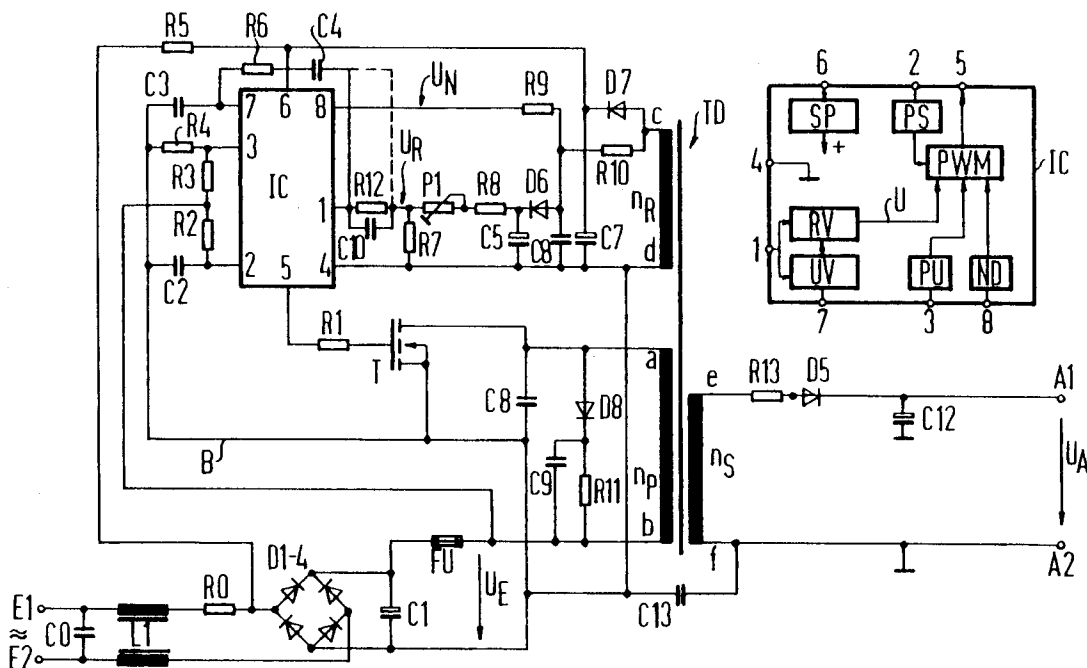 R5
R6
C4
6
2
5
C3
U_N
R9
D7
TD
7
6
8
c
SP
PS
R4
+
3
U_R
R10
4
PWM
IC
R3
IC
R12
P1
R8
D6
n_R
U
1
RV
R2
C10
R7
C5
C8
C7
1
UV
PU
ND
2
5
4
d
C2
7
3
8
R1
T
a
e
R13
D5
A1
C8
D8
C12
B
C9
R11
n_P
n_S
U_A
b
f
D1-4
FU
U_E
A2
E1
R0
C1
C13
≈
C0
L1
E2